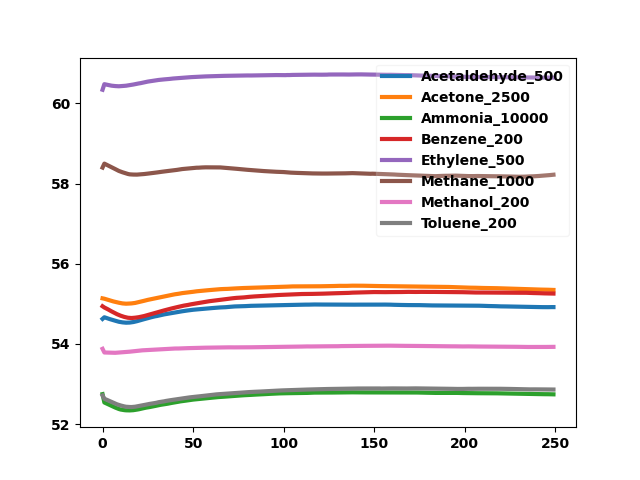 60
58
56
54
52
0
50
100
150
200
250
Acetaldehyde_500
Acetone_2500
Ammonia_10000
Benzene_200
Ethylene_500
Methane_1000
Methanol_200
Toluene_200